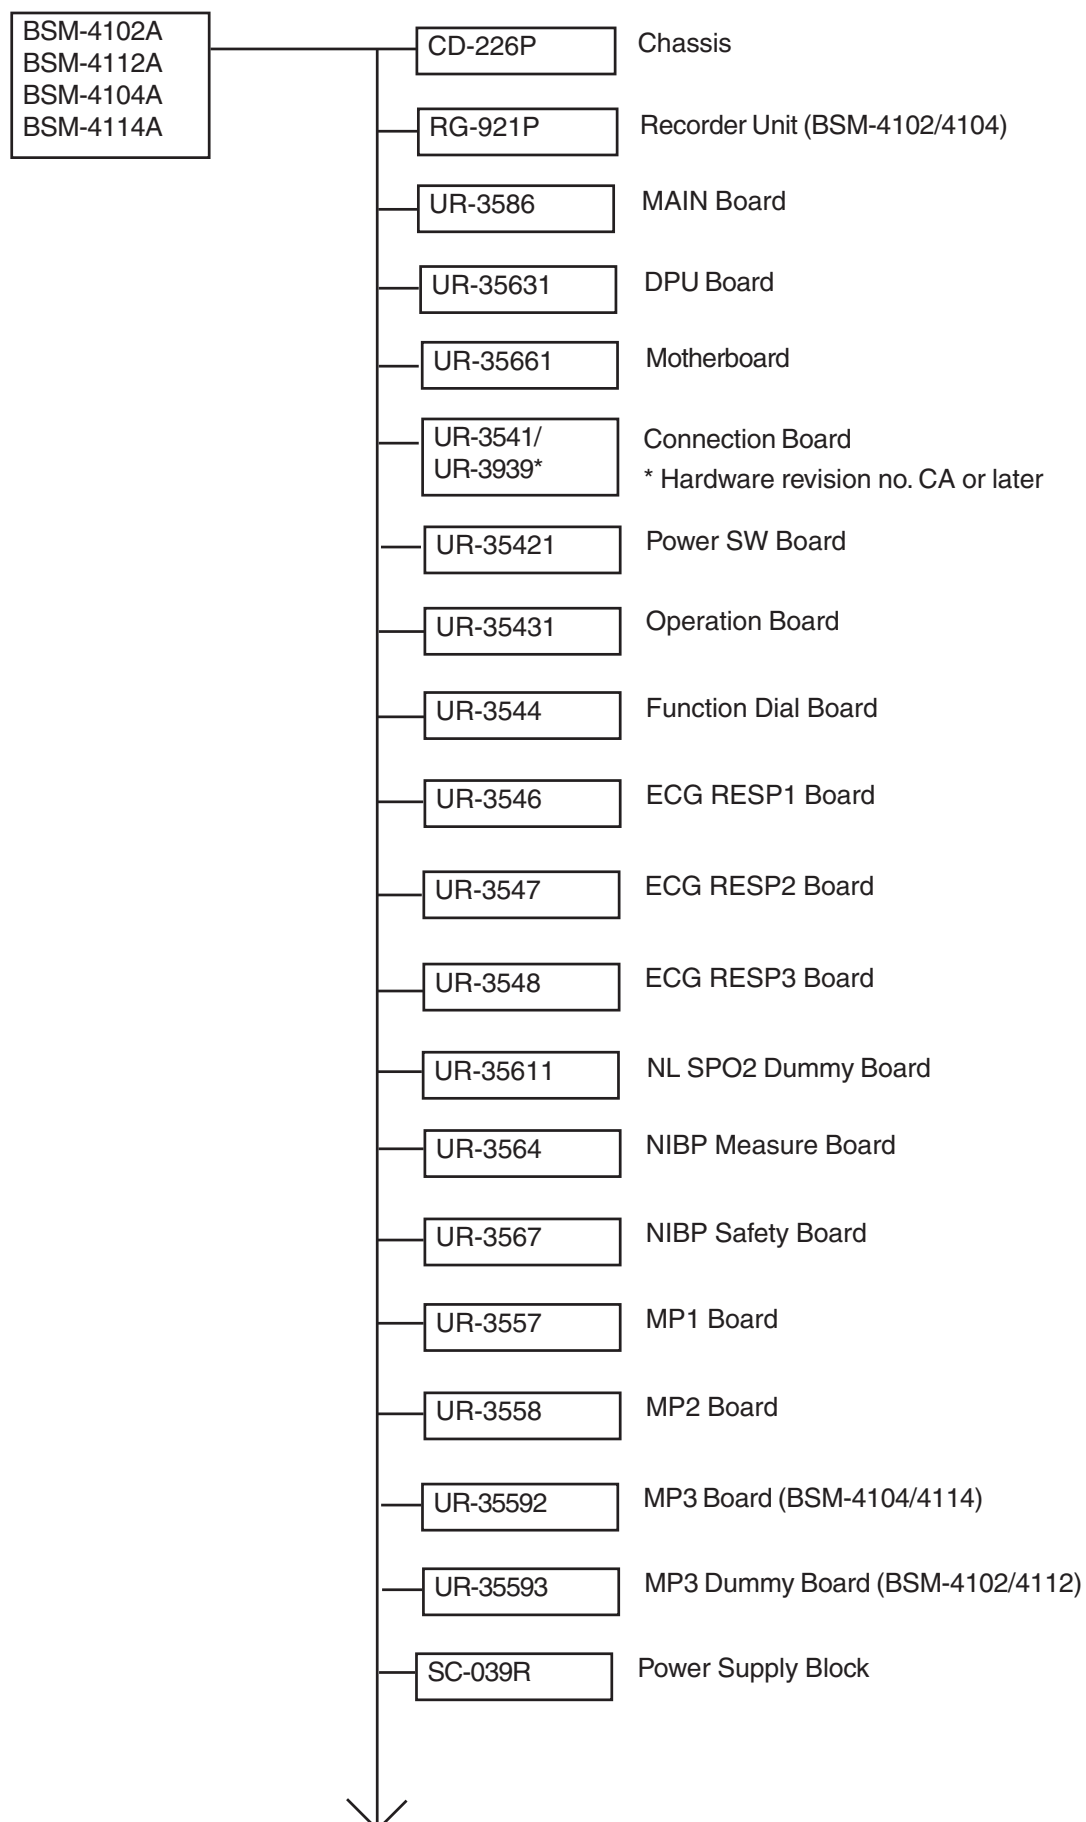 BSM-4102A
BSM-4112A
BSM-4104A
BSM-4114A
CD-226P Chassis
RG-921P Recorder Unit (BSM-4102/4104)
UR-3586 MAIN Board
UR-35631 DPU Board
UR-35661 Motherboard
UR-3541/ Connection Board
UR-3939* * Hardware revision no. CA or later
UR-35421 Power SW Board
UR-35431 Operation Board
UR-3544 Function Dial Board
UR-3546 ECG RESP1 Board
UR-3547 ECG RESP2 Board
UR-3548 ECG RESP3 Board
UR-35611 NL SPO2 Dummy Board
UR-3564 NIBP Measure Board
UR-3567 NIBP Safety Board
UR-3557 MP1 Board
UR-3558 MP2 Board
UR-35592 MP3 Board (BSM-4104/4114)
UR-35593 MP3 Dummy Board (BSM-4102/4112)
SC-039R Power Supply Block